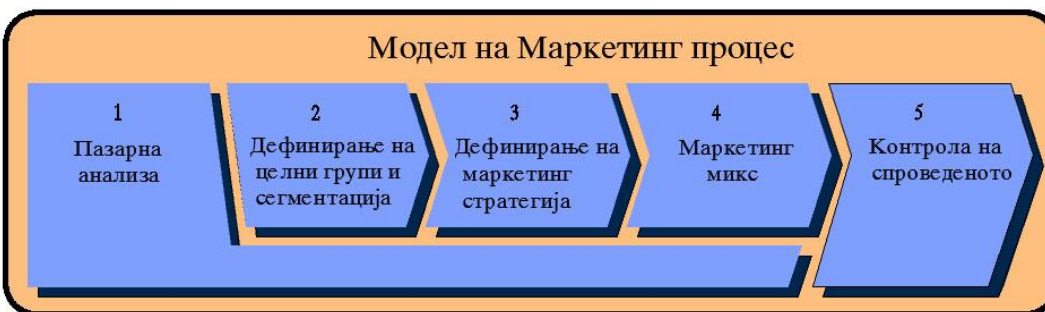 Модел на Маркетинг процес
1
Пазарна
анализа
2
Дефинирање на
целни групи и
сегментација
3
Дефинирање на
маркетинг
стратегија
4
Маркетинг
микс
5
Контрола на
спроведеното